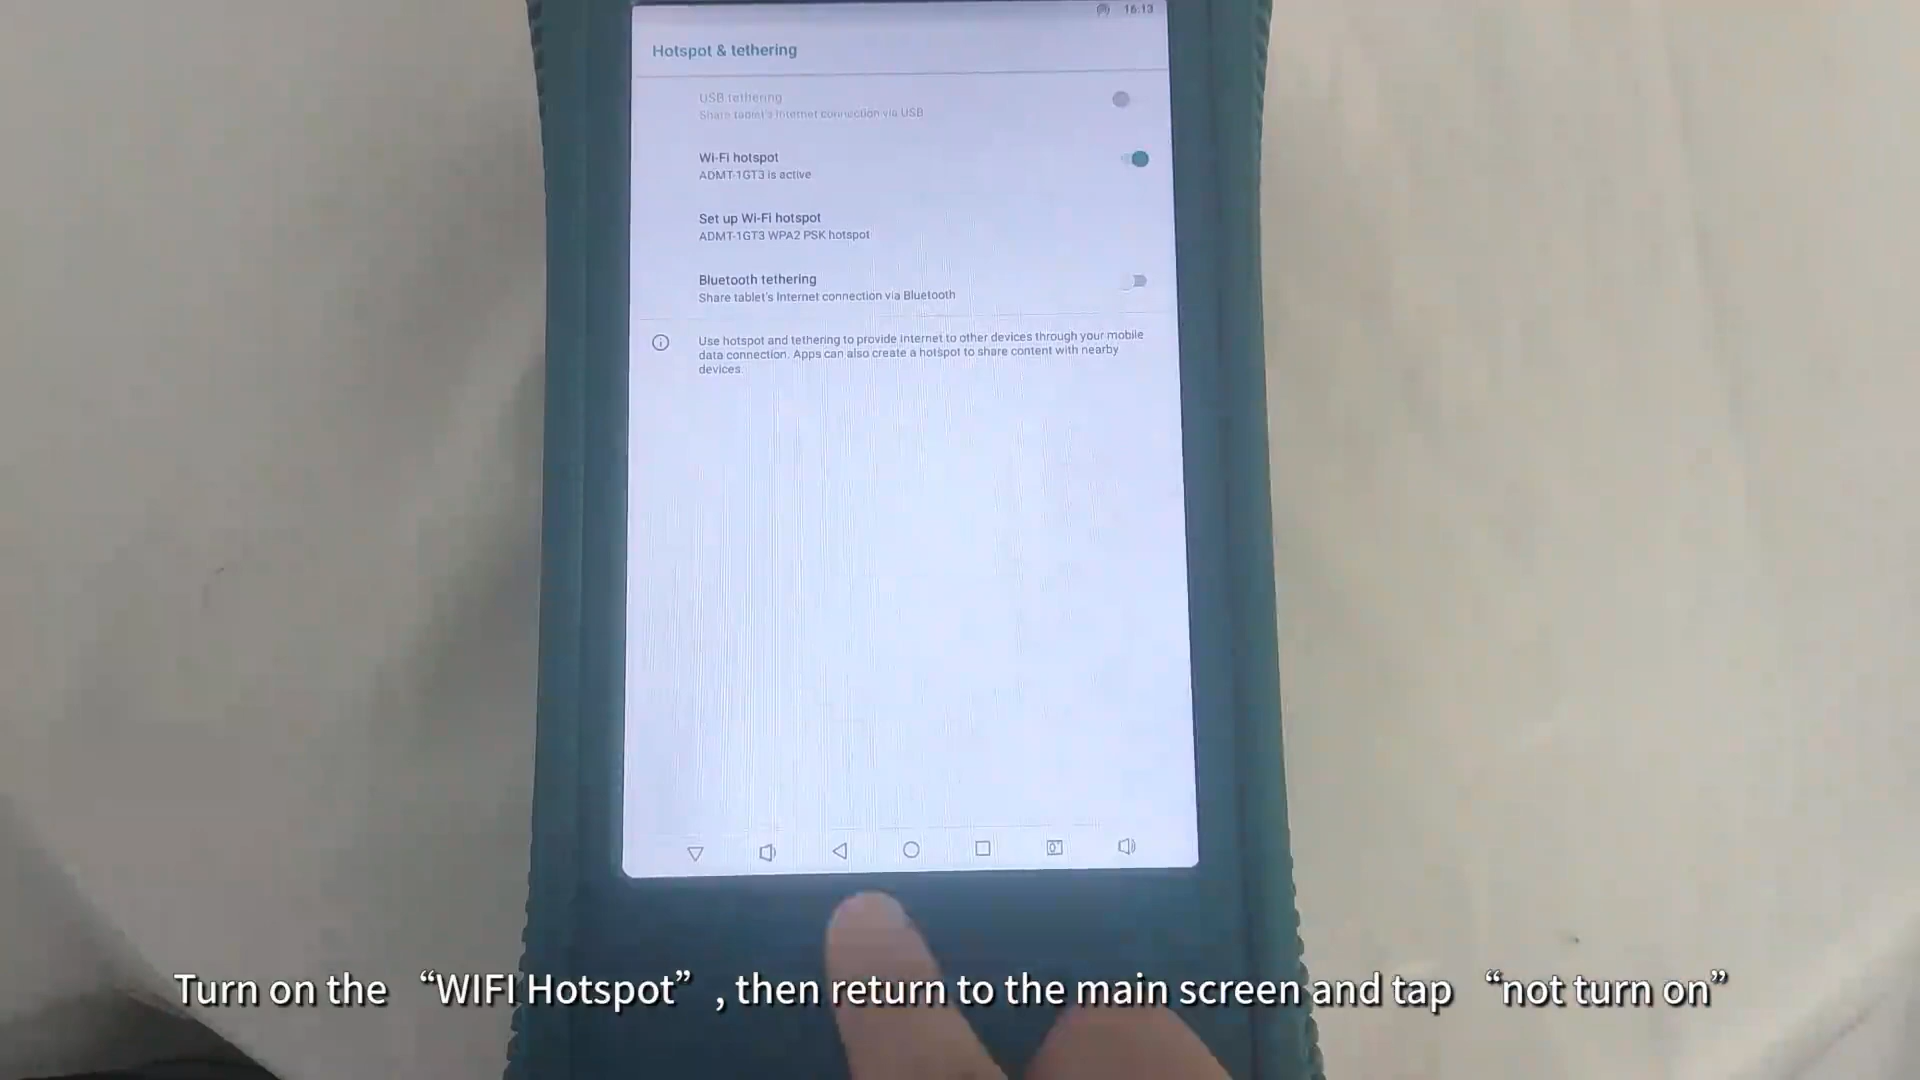 16:13
Hotspot & tethering
USB tethering
Share tablet's Internet connection via USB
Wi-Fi hotspot
ADMT-1GT3 is active
Set up Wi-Fi hotspot
ADMT-1GT3 WPA2 PSK hotspot
Bluetooth tethering
Share tablet's Internet connection via Bluetooth
Use hotspot and tethering to provide Internet to other devices through your mobile
data connection. Apps can also create a hotspot to share content with nearby
devices.
Turn on the “WIFI Hotspot”, then return to the main screen and tap “not turn on”